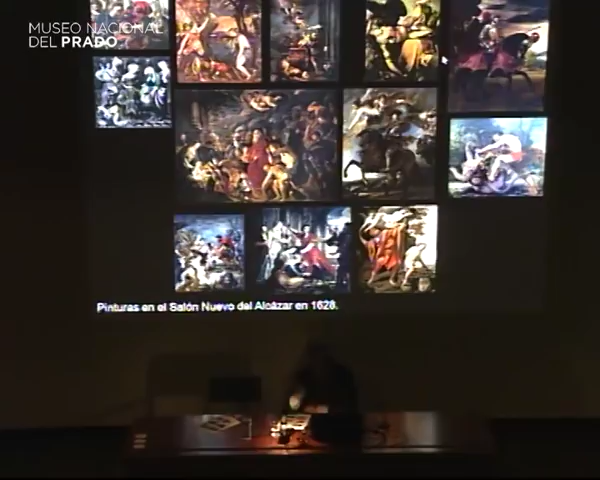 MUSEO NACIONAL
DEL PRADO
Pinturas en el Salón Nuevo del Alcázar en 1628.